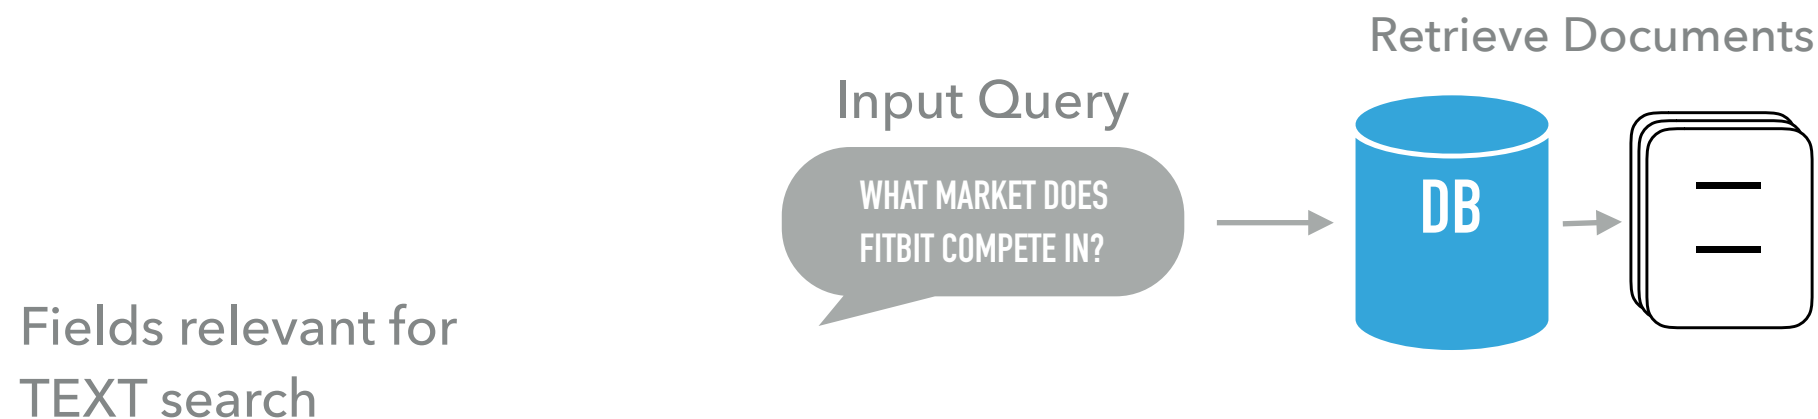 Retrieve Documents
Input Query
WHAT MARKET DOES
FITBIT COMPETE IN?
DB
Fields relevant for
TEXT search